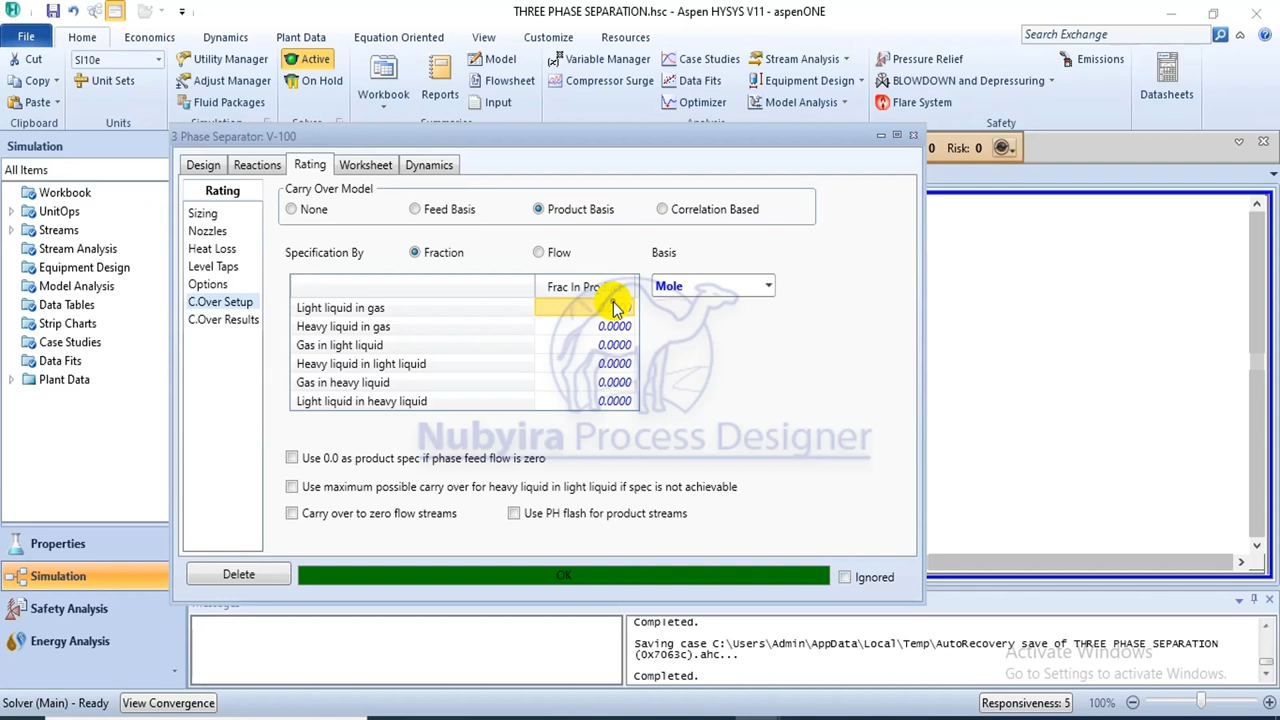 THREE PHASE SEPARATION.hsc - Aspen HYSYS V11 - aspenONE
File Home Economics Dynamics Plant Data Equation Oriented View Customize Resources Search Exchange
Cut SI10e Utility Manager Active Model Variable Manager Case Studies Stream Analysis Pressure Relief Emissions
Copy Unit Sets Adjust Manager On Hold Workbook Reports Flowsheet Compressor Surge Data Fits Equipment Design BLOWDOWN and Depressuring Datasheets
Paste Fluid Packages Input Optimizer Model Analysis Flare System
Clipboard Units Safety
Simulation
3 Phase Separator: V-100
0 Risk: 0
All Items
Workbook
UnitOps
Streams
Stream Analysis
Equipment Design
Model Analysis
Data Tables
Strip Charts
Case Studies
Data Fits
Plant Data
Properties
Simulation
Safety Analysis
Energy Analysis
Design Reactions Rating Worksheet Dynamics
Rating
Sizing
Nozzles
Heat Loss
Level Taps
Options
C.Over Setup
C.Over Results
Carry Over Model
None Feed Basis Product Basis Correlation Based
Specification By Fraction Flow Basis
Frac In Mole
Light liquid in gas
Heavy liquid in gas 0.0000
Gas in light liquid 0.0000
Heavy liquid in light liquid 0.0000
Gas in heavy liquid 0.0000
Light liquid in heavy liquid 0.0000
Nubyira Process Designer
Use 0.0 as product spec if phase feed flow is zero
Use maximum possible carry over for heavy liquid in light liquid if spec is not achievable
Carry over to zero flow streams Use PH flash for product streams
Delete OK Ignored
Completed.
Saving case C:\Users\Admin\AppData\Local\Temp\AutoRecovery save of THREE PHASE SEPARATION
(0x7063c).ahc...
Completed.
Activate Windows
Go to Settings to activate Windows.
Solver (Main) - Ready View Convergence Responsiveness: 5 100%